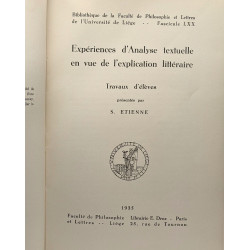 Bibliothèque de la Faculté de Philosophie et Lettres
de l'Université de Liège — Fascicule LXX
Expériences d'Analyse textuelle
en vue de l'explication littéraire
Travaux d'élèves
présentés par
S. ETIENNE
1935
Faculté de Philosophie
et Lettres - Liège
Librairie E. Droz - Paris
25, rue de Tournon